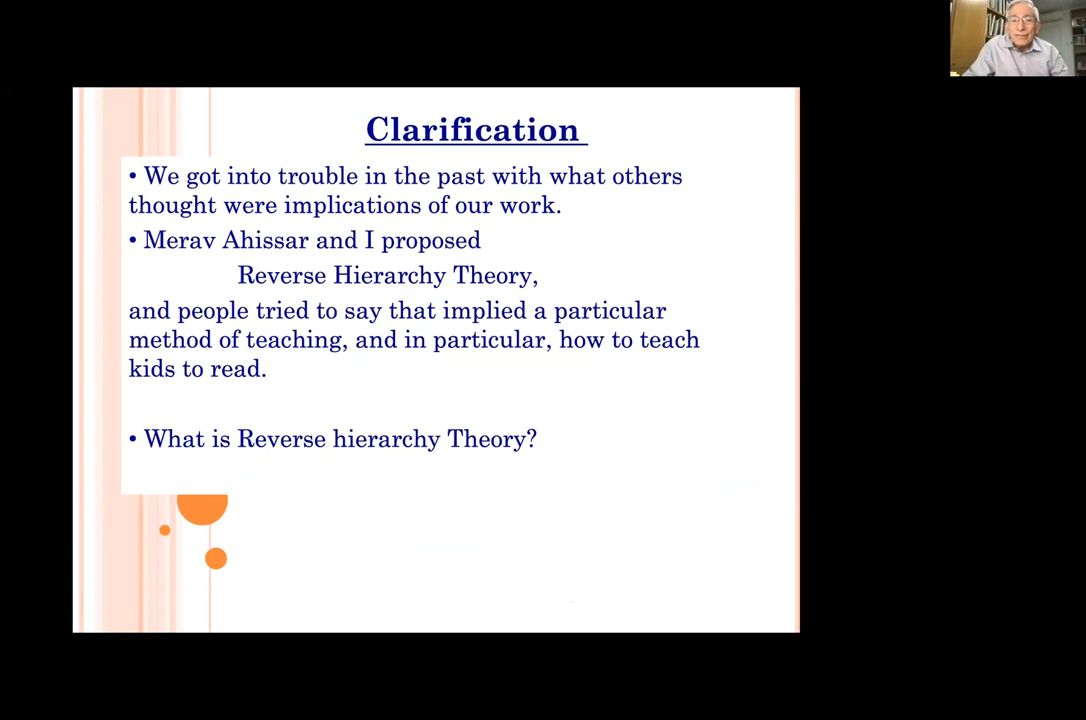 Clarification
• We got into trouble in the past with what others
thought were implications of our work.
• Merav Ahissar and I proposed
Reverse Hierarchy Theory,
and people tried to say that implied a particular
method of teaching, and in particular, how to teach
kids to read.
• What is Reverse hierarchy Theory?